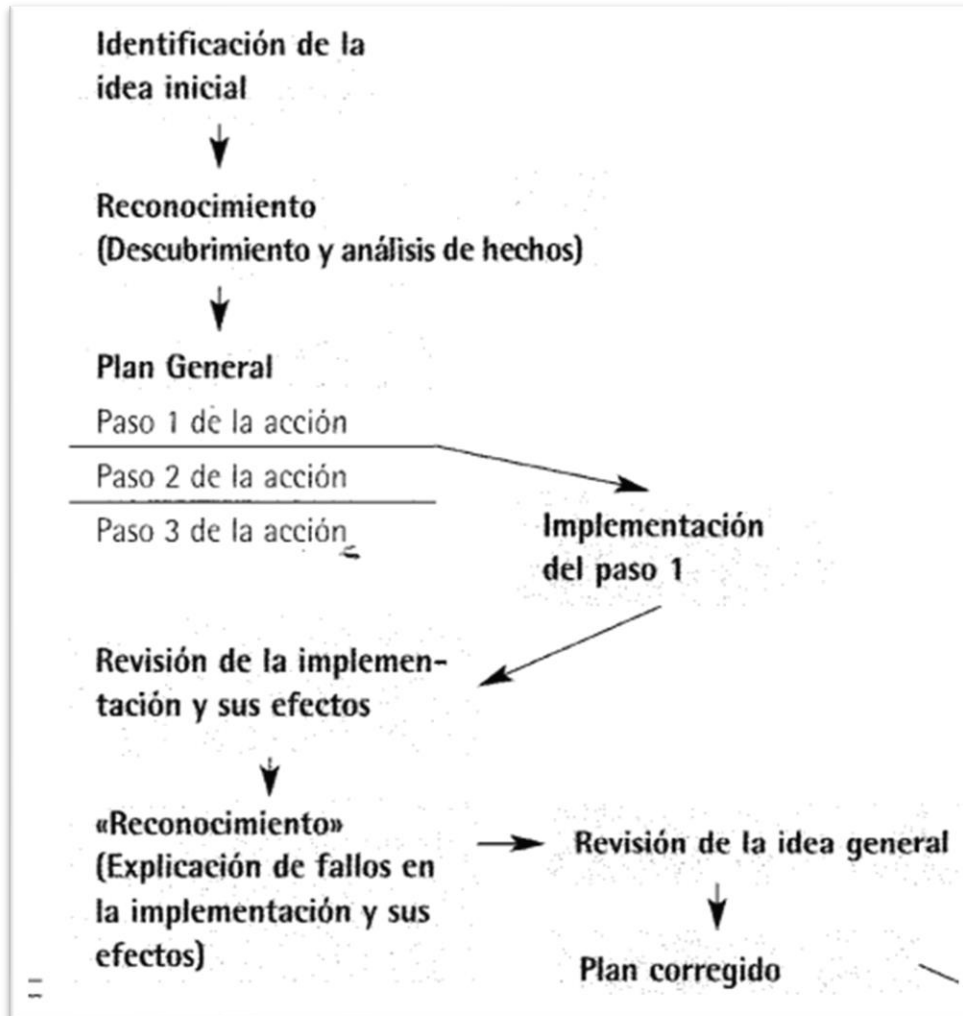 Identificación de la
idea inicial
Reconocimiento
(Descubrimiento y análisis de hechos)
Plan General
Paso 1 de la acción
Paso 2 de la acción
Paso 3 de la acción
Implementación
del paso 1
Revisión de la implemen-
tación y sus efectos
«Reconocimiento»
(Explicación de fallos en
la implementación y sus
efectos)
Revisión de la idea general
Plan corregido